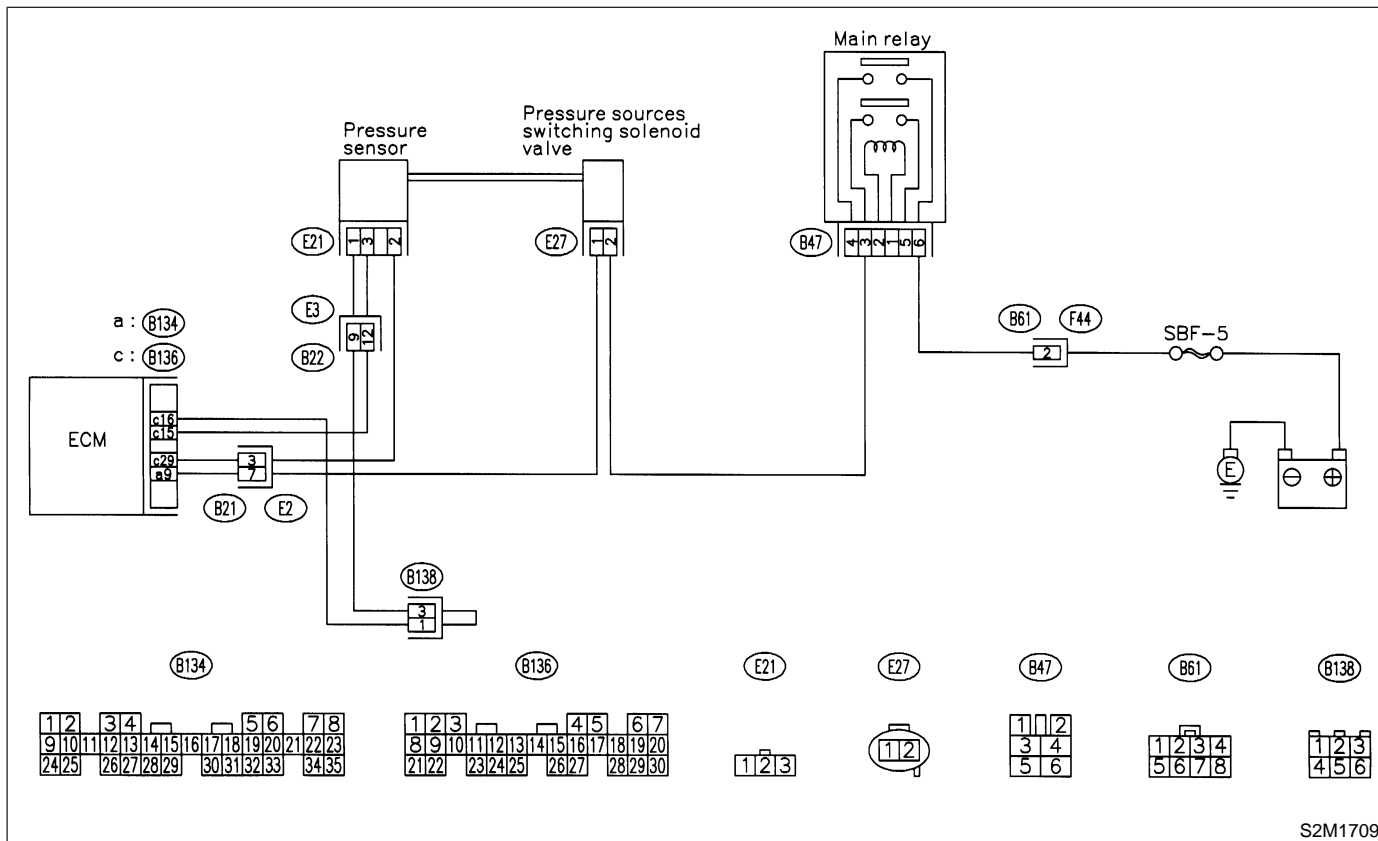 Main relay
Pressure sources
switching solenoid
valve
Pressure
sensor
E21
1 3 2
E27
1 2
B47
4 3 2 1 5 6
E3
9 12
B22
a : B134
c : B136
B61 F44
2
SBF-5
ECM
c16
c15
c29
a9
3
7
B21 E2
E
B138
3
1
B134
B136
E21
E27
B47
B61
B138
1 2 3 4 5 6 7 8
9 10 11 12 13 14 15 16 17 18 19 20 21 22 23
24 25 26 27 28 29 30 31 32 33 34 35
1 2 3 4 5 6 7
8 9 10 11 12 13 14 15 16 17 18 19 20
21 22 23 24 25 26 27 28 29 30
1 2 3
1 2
1 2
3 4
5 6
1 2 3 4
5 6 7 8
1 2 3
4 5 6
S2M1709